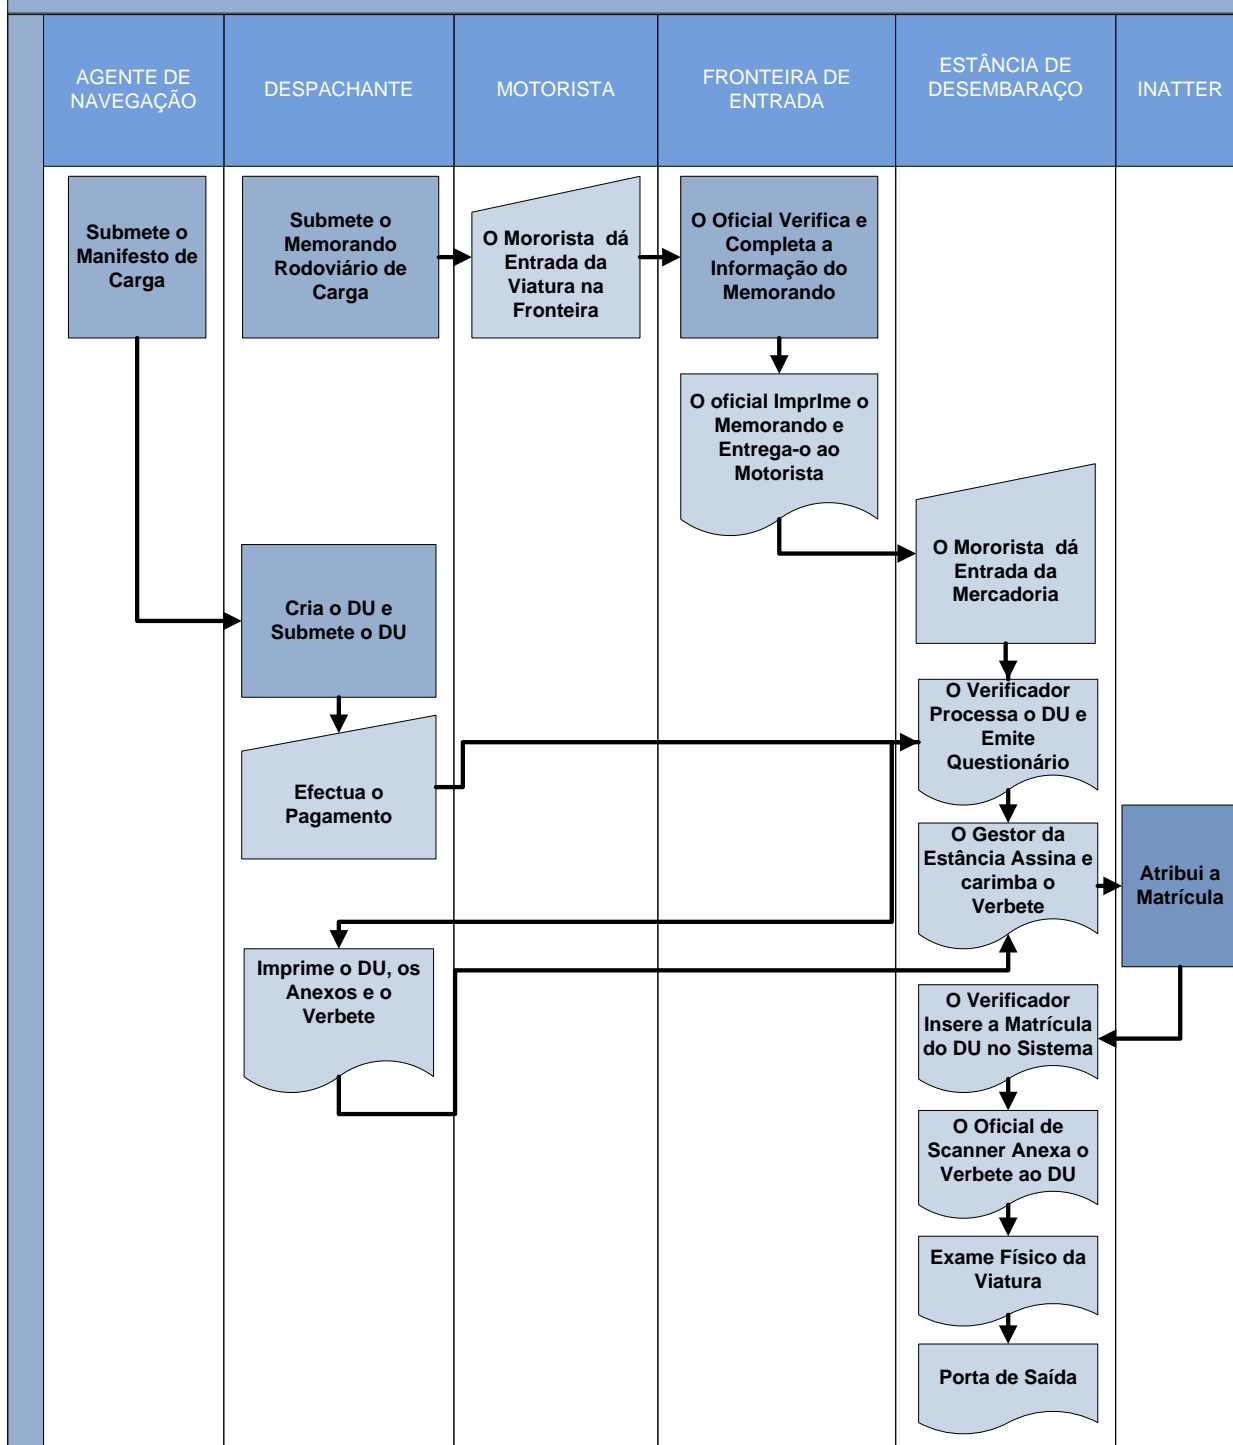 AGENTE DE
NAVEGAÇÃO
DESPACHANTE
MOTORISTA
FRONTEIRA DE
ENTRADA
ESTÂNCIA DE
DESEMBARAÇO
INATTER
Submete o
Manifesto de
Carga
Submete o
Memorando
Rodoviário de
Carga
O Mororista dá
Entrada da
Viatura na
Fronteira
O Oficial Verifica e
Completa a
Informação do
Memorando
O oficial ImprIme o
Memorando e
Entrega-o ao
Motorista
O Mororista dá
Entrada da
Mercadoria
Cria o DU e
Submete o DU
O Verificador
Processa o DU e
Emite
Questionário
Efectua o
Pagamento
O Gestor da
Estância Assina e
carimba o
Verbete
Atribui a
Matrícula
Imprime o DU, os
Anexos e o
Verbete
O Verificador
Insere a Matrícula
do DU no Sistema
O Oficial de
Scanner Anexa o
Verbete ao DU
Exame Físico da
Viatura
Porta de Saída